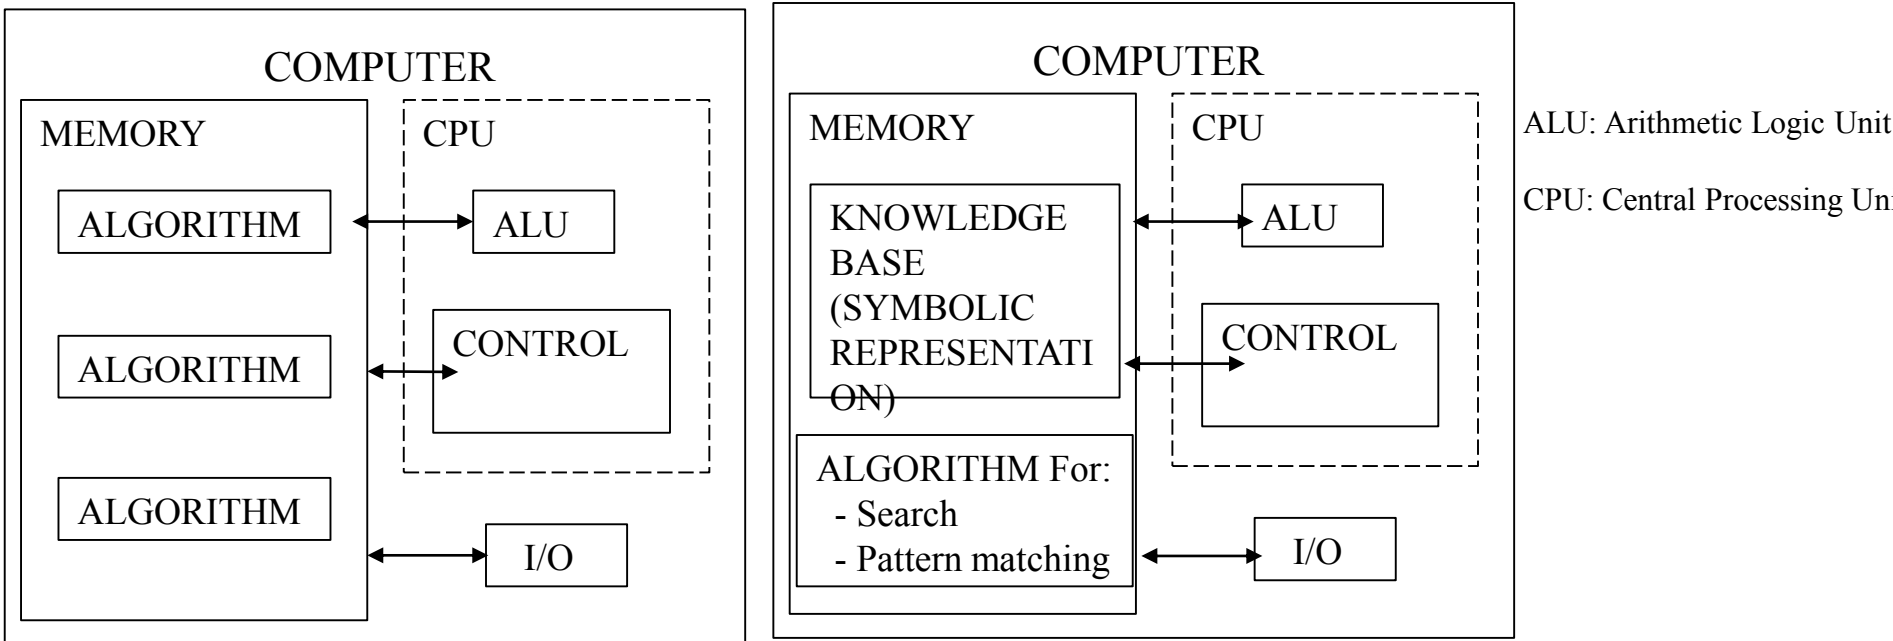 COMPUTER
MEMORY
ALGORITHM
ALGORITHM
ALGORITHM
CPU
ALU
CONTROL
I/O
COMPUTER
MEMORY
KNOWLEDGE
BASE
(SYMBOLIC
REPRESENTATI
ON)
ALGORITHM For:
- Search
- Pattern matching
CPU
ALU
CONTROL
I/O
ALU: Arithmetic Logic Unit
CPU: Central Processing Uni